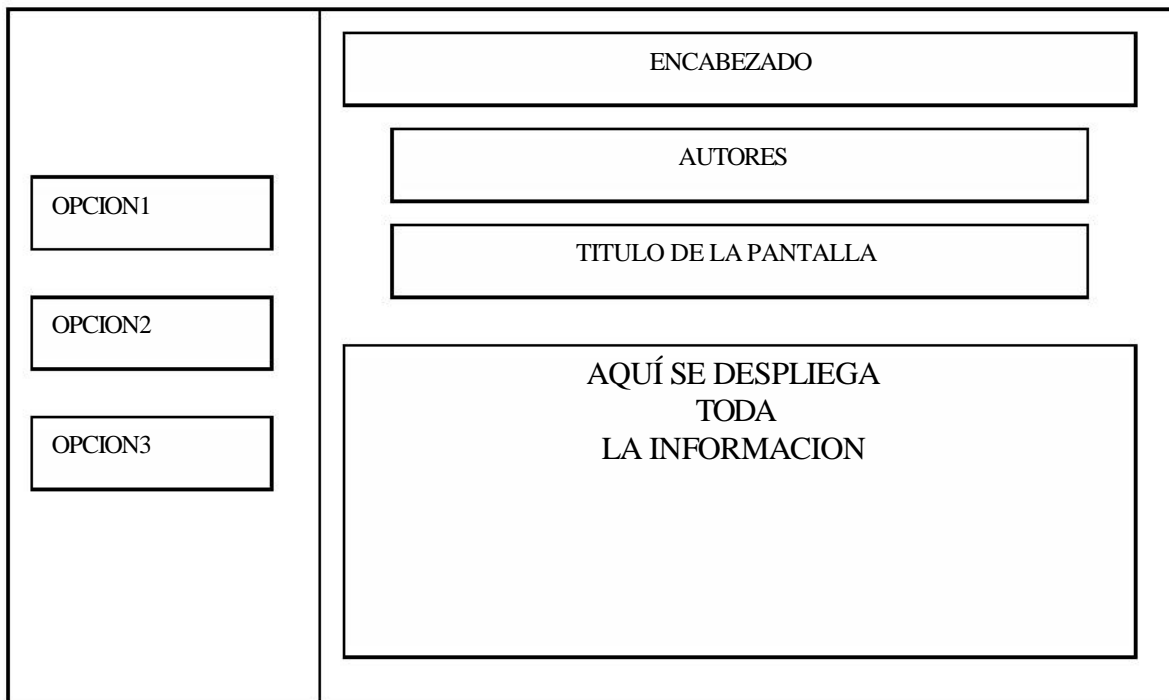 ENCABEZADO
AUTORES
TITULO DE LA PANTALLA
OPCION1
OPCION2
OPCION3
AQUÍ SE DESPLIEGA
TODA
LA INFORMACION